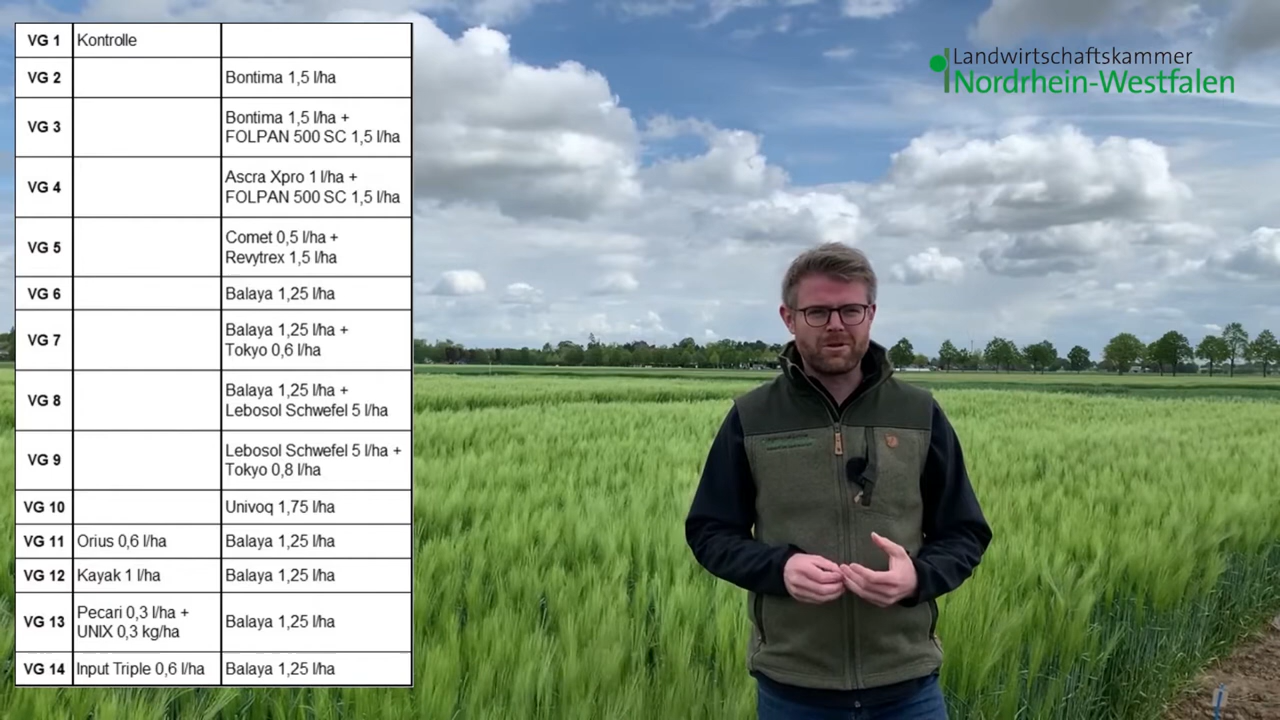 VG 1 Kontrolle
VG 2 Bontima 1,5 l/ha
VG 3 Bontima 1,5 l/ha +
FOLPAN 500 SC 1,5 l/ha
VG 4 Ascra Xpro 1 l/ha +
FOLPAN 500 SC 1,5 l/ha
VG 5 Comet 0,5 l/ha +
Revytrex 1,5 l/ha
VG 6 Balaya 1,25 l/ha
VG 7 Balaya 1,25 l/ha +
Tokyo 0,6 l/ha
VG 8 Balaya 1,25 l/ha +
Lebosol Schwefel 5 l/ha
VG 9 Lebosol Schwefel 5 l/ha +
Tokyo 0,8 l/ha
VG 10 Univoq 1,75 l/ha
VG 11 Orius 0,6 l/ha Balaya 1,25 l/ha
VG 12 Kayak 1 l/ha Balaya 1,25 l/ha
VG 13 Pecari 0,3 l/ha +
UNIX 0,3 kg/ha Balaya 1,25 l/ha
VG 14 Input Triple 0,6 l/ha Balaya 1,25 l/ha
Landwirtschaftskammer
Nordrhein-Westfalen